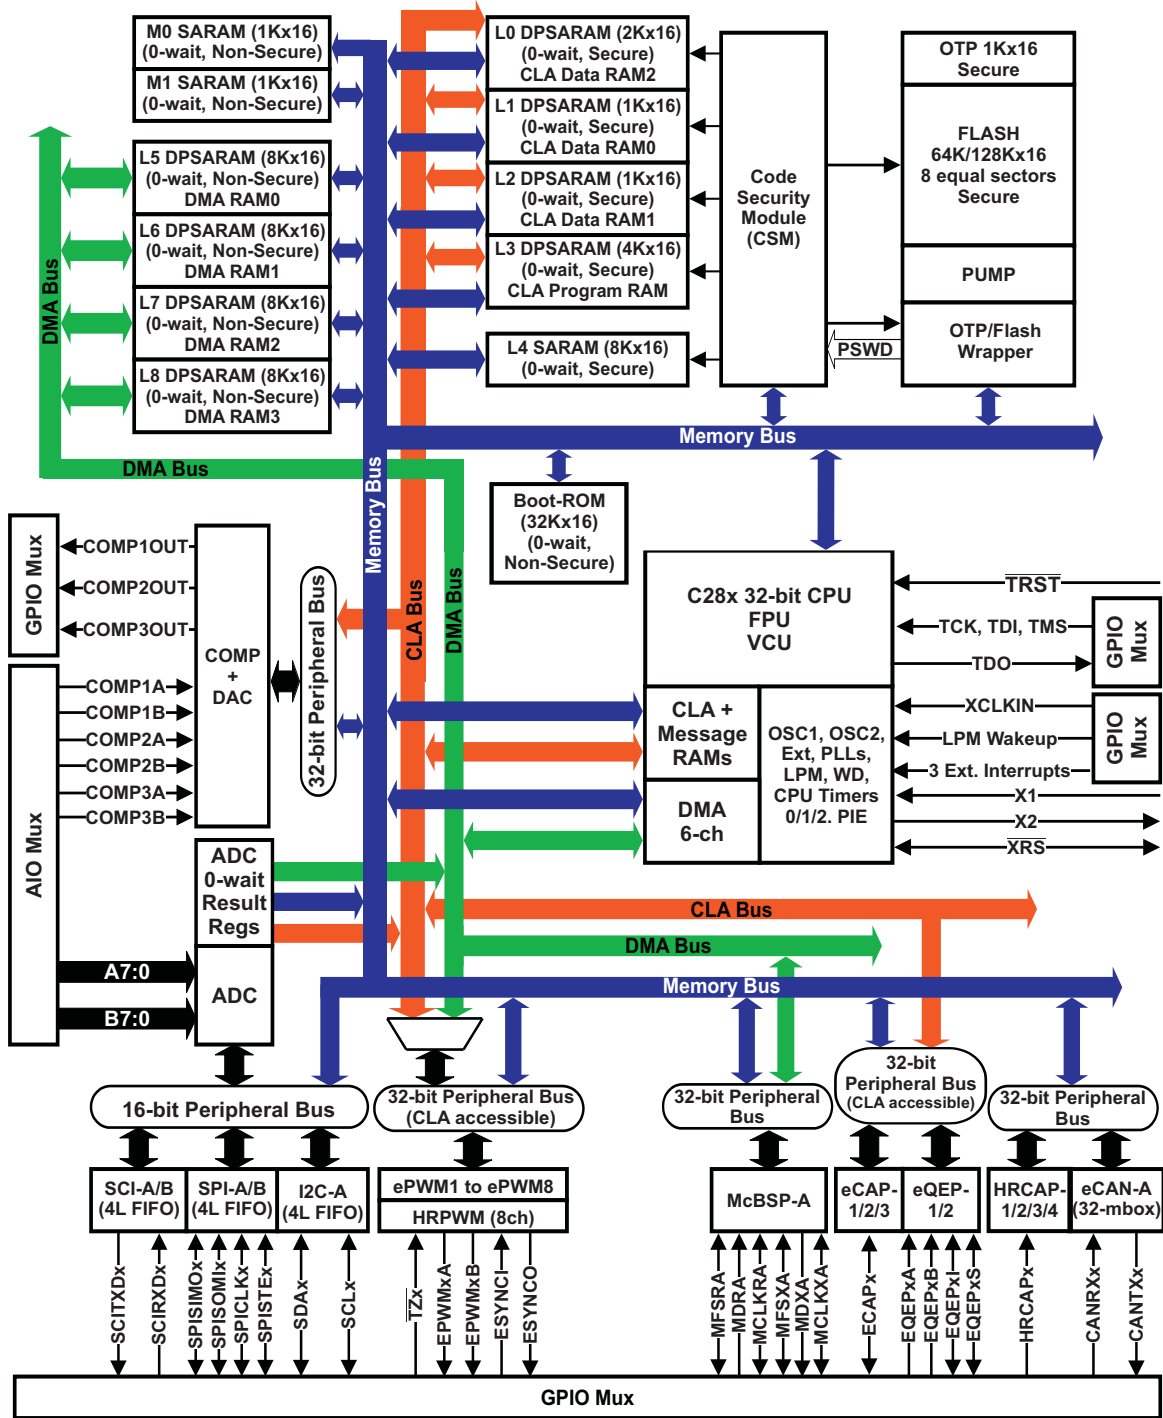 M0 SARAM (1Kx16)
(0-wait, Non-Secure)
M1 SARAM (1Kx16)
(0-wait, Non-Secure)
L5 DPSARAM (8Kx16)
(0-wait, Non-Secure)
DMA RAM0
L6 DPSARAM (8Kx16)
(0-wait, Non-Secure)
DMA RAM1
L7 DPSARAM (8Kx16)
(0-wait, Non-Secure)
DMA RAM2
L8 DPSARAM (8Kx16)
(0-wait, Non-Secure)
DMA RAM3
DMA Bus
L0 DPSARAM (2Kx16)
(0-wait, Secure)
CLA Data RAM2
L1 DPSARAM (1Kx16)
(0-wait, Secure)
CLA Data RAM0
L2 DPSARAM (1Kx16)
(0-wait, Secure)
CLA Data RAM1
L3 DPSARAM (4Kx16)
(0-wait, Secure)
CLA Program RAM
L4 SARAM (8Kx16)
(0-wait, Secure)
Code
Security
Module
(CSM)
OTP 1Kx16
Secure
FLASH
64K/128Kx16
8 equal sectors
Secure
PUMP
OTP/Flash
Wrapper
PSWD
Memory Bus
DMA Bus
Memory Bus
CLA Bus
DMA Bus
Boot-ROM
(32Kx16)
(0-wait,
Non-Secure)
GPIO Mux
COMP1OUT
COMP2OUT
COMP3OUT
COMP
+
DAC
32-bit Peripheral Bus
AIO Mux
COMP1A
COMP1B
COMP2A
COMP2B
COMP3A
COMP3B
ADC
0-wait
Result
Regs
ADC
A7:0
B7:0
C28x 32-bit CPU
FPU
VCU
CLA +
Message
RAMs
DMA
6-ch
OSC1, OSC2,
Ext, PLLs,
LPM, WD,
CPU Timers
0/1/2. PIE
TRST
TCK, TDI, TMS
TDO
GPIO
Mux
XCLKIN
LPM Wakeup
3 Ext. Interrupts
GPIO
Mux
X1
X2
XRS
CLA Bus
DMA Bus
Memory Bus
16-bit Peripheral Bus
32-bit Peripheral Bus
(CLA accessible)
32-bit Peripheral
Bus
32-bit
Peripheral Bus
(CLA accessible)
32-bit Peripheral
Bus
SCI-A/B
(4L FIFO)
SPI-A/B
(4L FIFO)
I2C-A
(4L FIFO)
ePWM1 to ePWM8
HRPWM (8ch)
McBSP-A
eCAP-
1/2/3
eQEP-
1/2
HRCAP-
1/2/3/4
eCAN-A
(32-mbox)
SCITXDx
SCIRXDx
SPISIMOx
SPISOMIx
SPICLKx
SPISTEx
SDAx
SCLx
TZx
EPWMxA
EPWMxB
ESYNCI
ESYNCO
MFSRA
MDRA
MCLKRA
MFSXA
MDXA
MCLKXA
ECAPx
EQEPxA
EQEPxB
EQEPxI
EQEPxS
HRCAPx
CANRXx
CANTXx
GPIO Mux